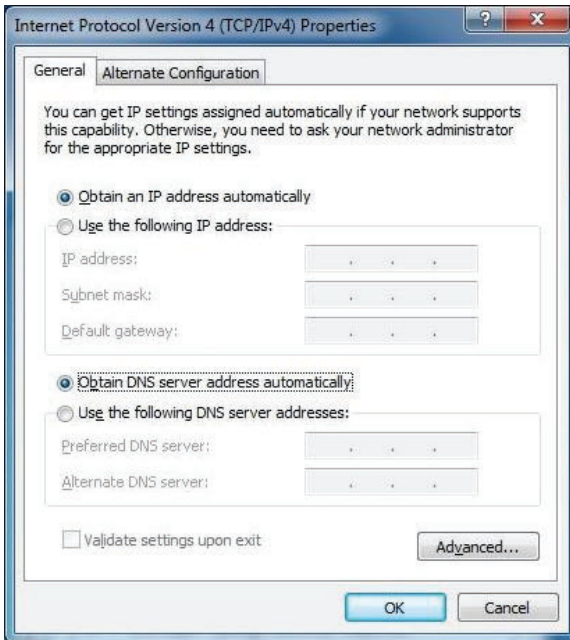 Internet Protocol Version 4 (TCP/IPv4) Properties
General
Alternate Configuration
You can get IP settings assigned automatically if your network supports
this capability. Otherwise, you need to ask your network administrator
for the appropriate IP settings.
Obtain an IP address automatically
Use the following IP address:
IP address:
Subnet mask:
Default gateway:
Obtain DNS server address automatically
Use the following DNS server addresses:
Preferred DNS server:
Alternate DNS server:
Validate settings upon exit
Advanced...
OK
Cancel